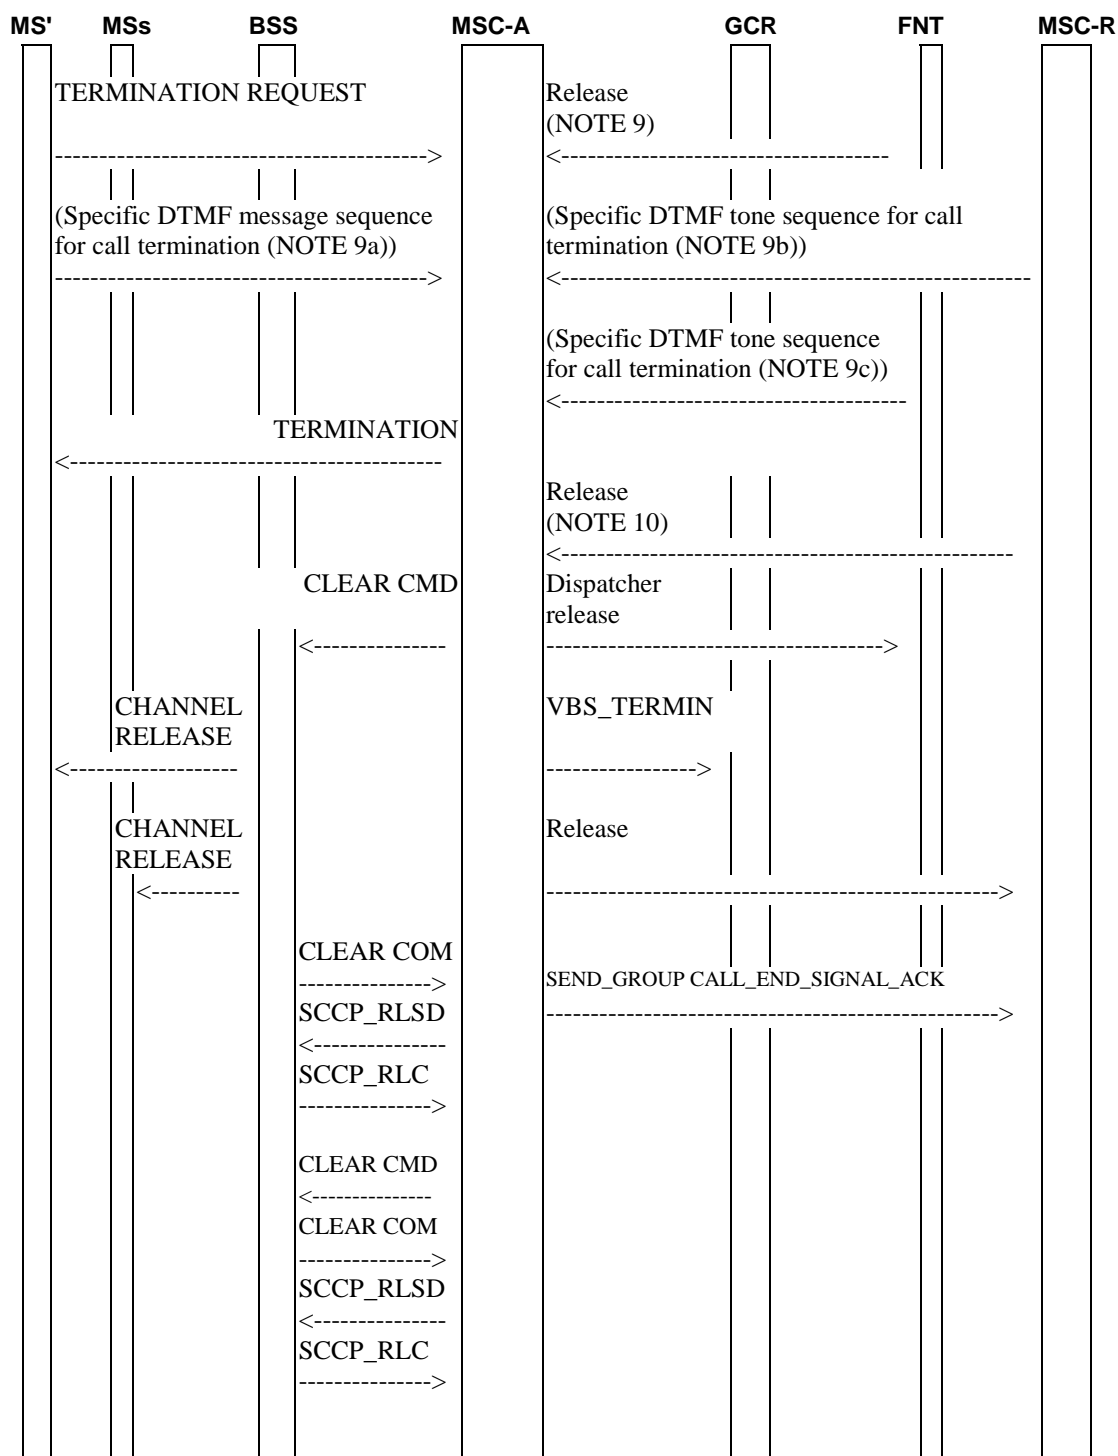 MS' MSs BSS MSC-A GCR FNT MSC-R
TERMINATION REQUEST
Release
(NOTE 9)
(Specific DTMF message sequence
for call termination (NOTE 9a))
(Specific DTMF tone sequence for call
termination (NOTE 9b))
(Specific DTMF tone sequence
for call termination (NOTE 9c))
TERMINATION
Release
(NOTE 10)
CLEAR CMD
Dispatcher
release
CHANNEL
RELEASE
VBS_TERMIN
CHANNEL
RELEASE
Release
CLEAR COM
SEND_GROUP CALL_END_SIGNAL_ACK
SCCP_RLSD
SCCP_RLC
CLEAR CMD
CLEAR COM
SCCP_RLSD
SCCP_RLC